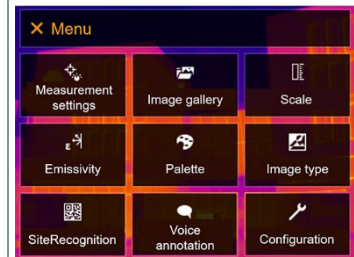 Menu
Measurement
settings
Image gallery
Scale
ε
Emissivity
Palette
Image type
SiteRecognition
Voice
annotation
Configuration